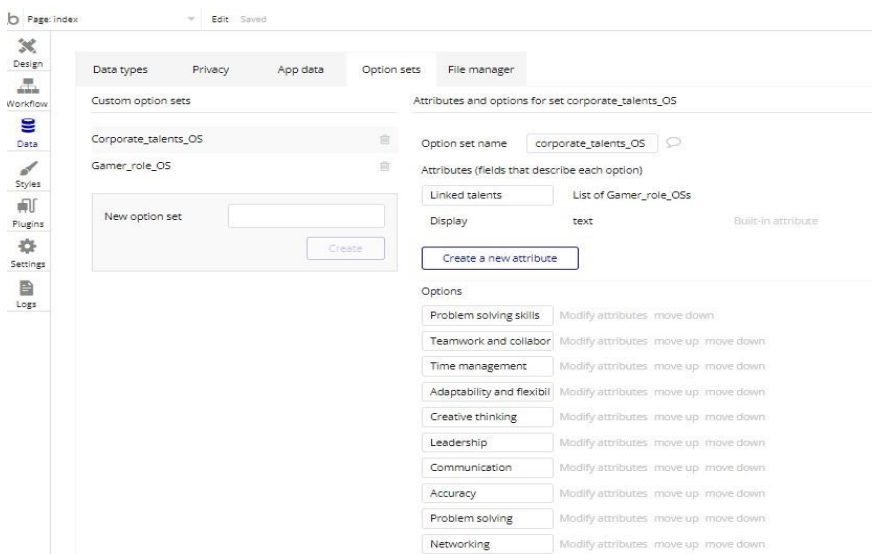 b Page: index Edit Saved
Design
Workflow
Data
Styles
Plugins
Settings
Logs
Data types Privacy App data Option sets File manager
Custom option sets
Corporate_talents_OS
Gamer_role_OS
New option set
Create
Attributes and options for set corporate_talents_OS
Option set name corporate_talents_OS
Attributes (fields that describe each option)
Linked talents List of Gamer_role_OSs
Display text Built-in attribute
Create a new attribute
Options
Problem solving skills Modify attributes move down
Teamwork and collabor Modify attributes move up move down
Time management Modify attributes move up move down
Adaptability and flexibil Modify attributes move up move down
Creative thinking Modify attributes move up move down
Leadership Modify attributes move up move down
Communication Modify attributes move up move down
Accuracy Modify attributes move up move down
Problem solving Modify attributes move up move down
Networking Modify attributes move up move down